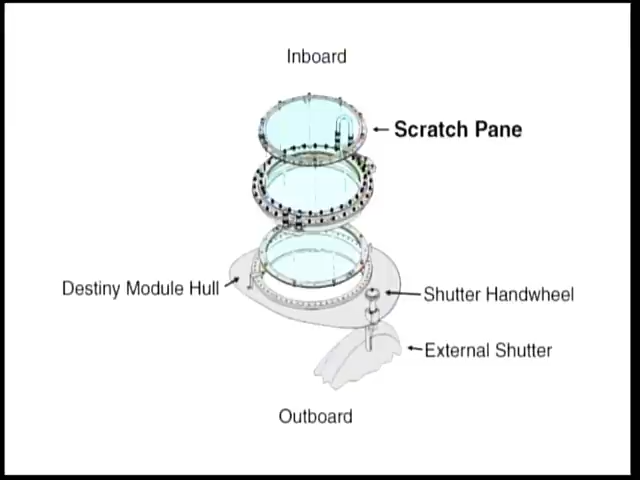 Inboard
Scratch Pane
Destiny Module Hull
Shutter Handwheel
External Shutter
Outboard